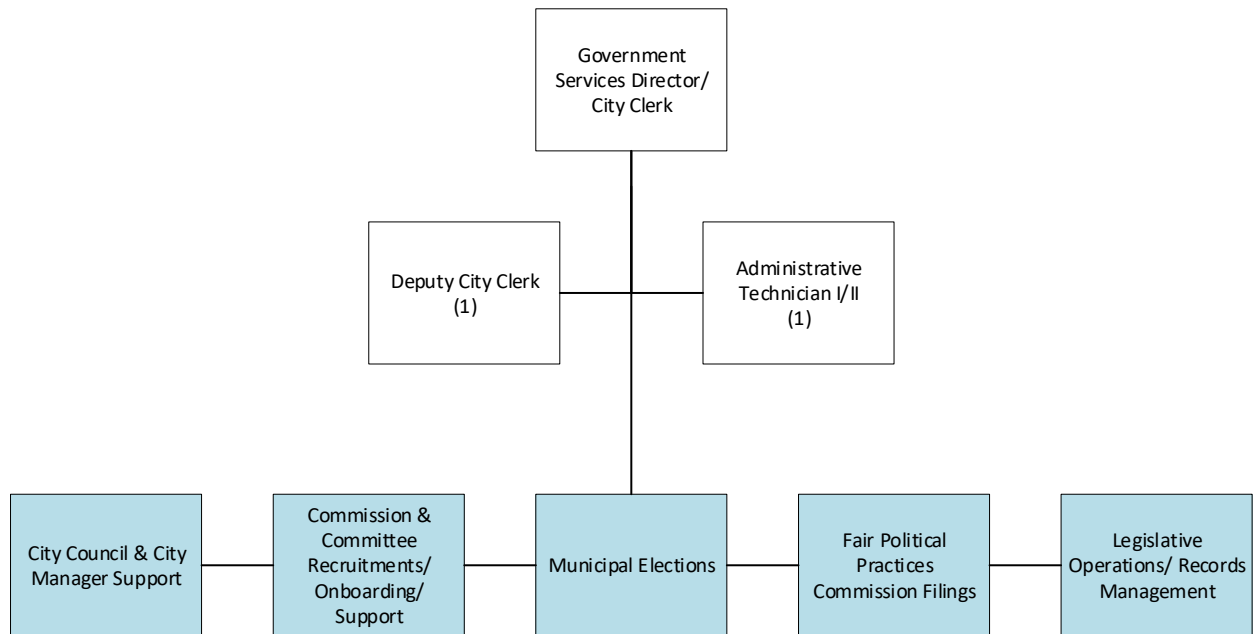 Government
Services Director/
City Clerk
Deputy City Clerk
(1)
Administrative
Technician I/II
(1)
City Council & City
Manager Support
Commission &
Committee
Recruitments/
Onboarding/
Support
Municipal Elections
Fair Political
Practices
Commission Filings
Legislative
Operations/ Records
Management